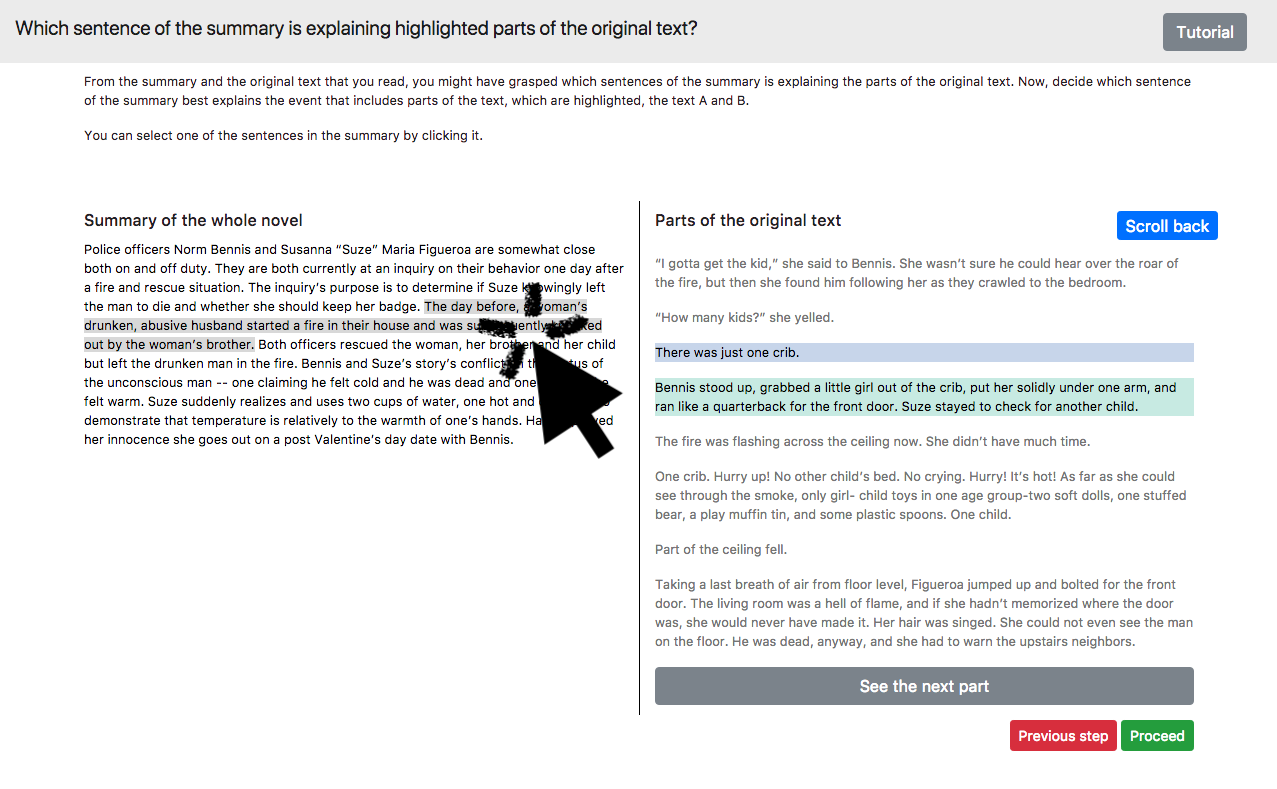 Which sentence of the summary is explaining highlighted parts of the original text?
Tutorial
From the summary and the original text that you read, you might have grasped which sentences of the summary is explaining the parts of the original text. Now, decide which sentence
of the summary best explains the event that includes parts of the text, which are highlighted, the text A and B.
You can select one of the sentences in the summary by clicking it.
Summary of the whole novel
Police officers Norm Bennis and Susanna “Suze” Maria Figueroa are somewhat close
both on and off duty. They are both currently at an inquiry on their behavior one day after
a fire and rescue situation. The inquiry’s purpose is to determine if Suze knowingly left
the man to die and whether she should keep her badge. The day before, a woman’s
drunken, abusive husband started a fire in their house and was subsequently knocked
out by the woman’s brother. Both officers rescued the woman, her brother and her child
but left the drunken man in the fire. Bennis and Suze’s story’s conflict in the status of
the unconscious man -- one claiming he felt cold and he was dead and one
felt warm. Suze suddenly realizes and uses two cups of water, one hot and
demonstrate that temperature is relatively to the warmth of one’s hands.
her innocence she goes out on a post Valentine’s day date with Bennis.
Parts of the original text
Scroll back
“I gotta get the kid,” she said to Bennis. She wasn’t sure he could hear over the roar of
the fire, but then she found him following her as they crawled to the bedroom.
“How many kids?” she yelled.
There was just one crib.
Bennis stood up, grabbed a little girl out of the crib, put her solidly under one arm, and
ran like a quarterback for the front door. Suze stayed to check for another child.
The fire was flashing across the ceiling now. She didn’t have much time.
One crib. Hurry up! No other child’s bed. No crying. Hurry! It’s hot! As far as she could
see through the smoke, only girl- child toys in one age group-two soft dolls, one stuffed
bear, a play muffin tin, and some plastic spoons. One child.
Part of the ceiling fell.
Taking a last breath of air from floor level, Figueroa jumped up and bolted for the front
door. The living room was a hell of flame, and if she hadn’t memorized where the door
was, she would never have made it. Her hair was singed. She could not even see the man
on the floor. He was dead, anyway, and she had to warn the upstairs neighbors.
See the next part
Previous step
Proceed